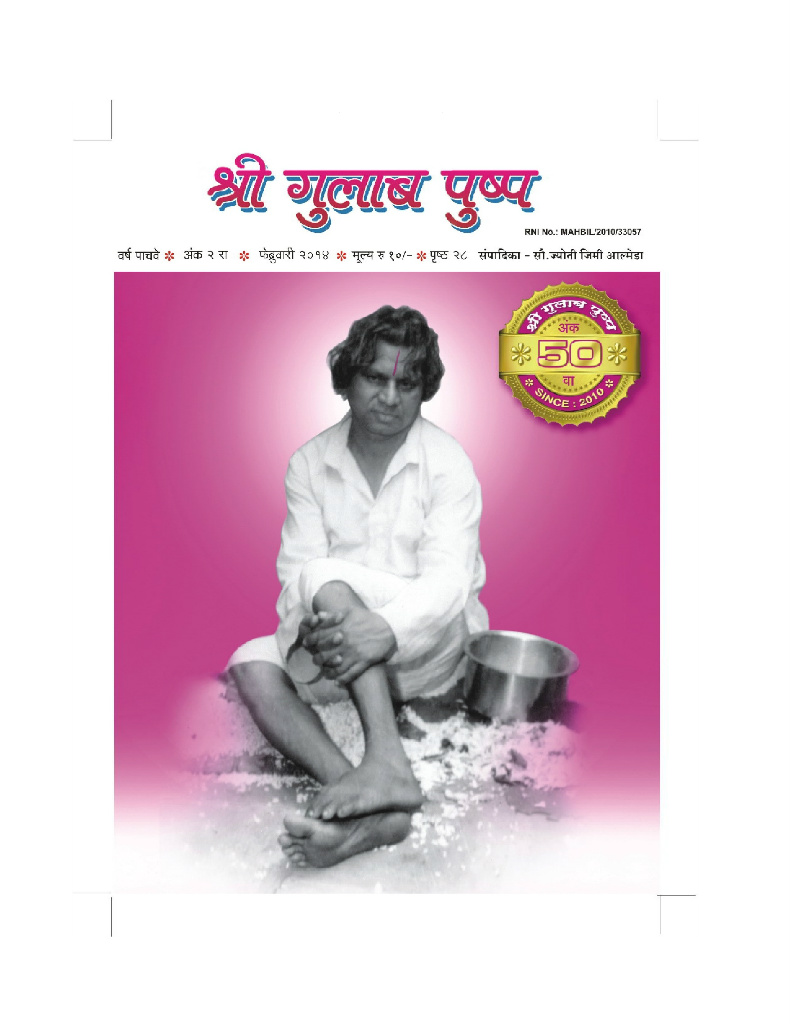 श्री गुलाब पुष्प
RNI No.: MAHBIL/2010/33057
वर्ष पाचवे ✽ अंक २ रा ✽ फेब्रुवारी २०१४ ✽ मूल्य रु १०/- ✽ पृष्ठ २८ संपादिका - सौ.ज्योती जिमी आल्मेडा
श्री गुलाब पुष्प
अंक
50
वा
SINCE : 2010